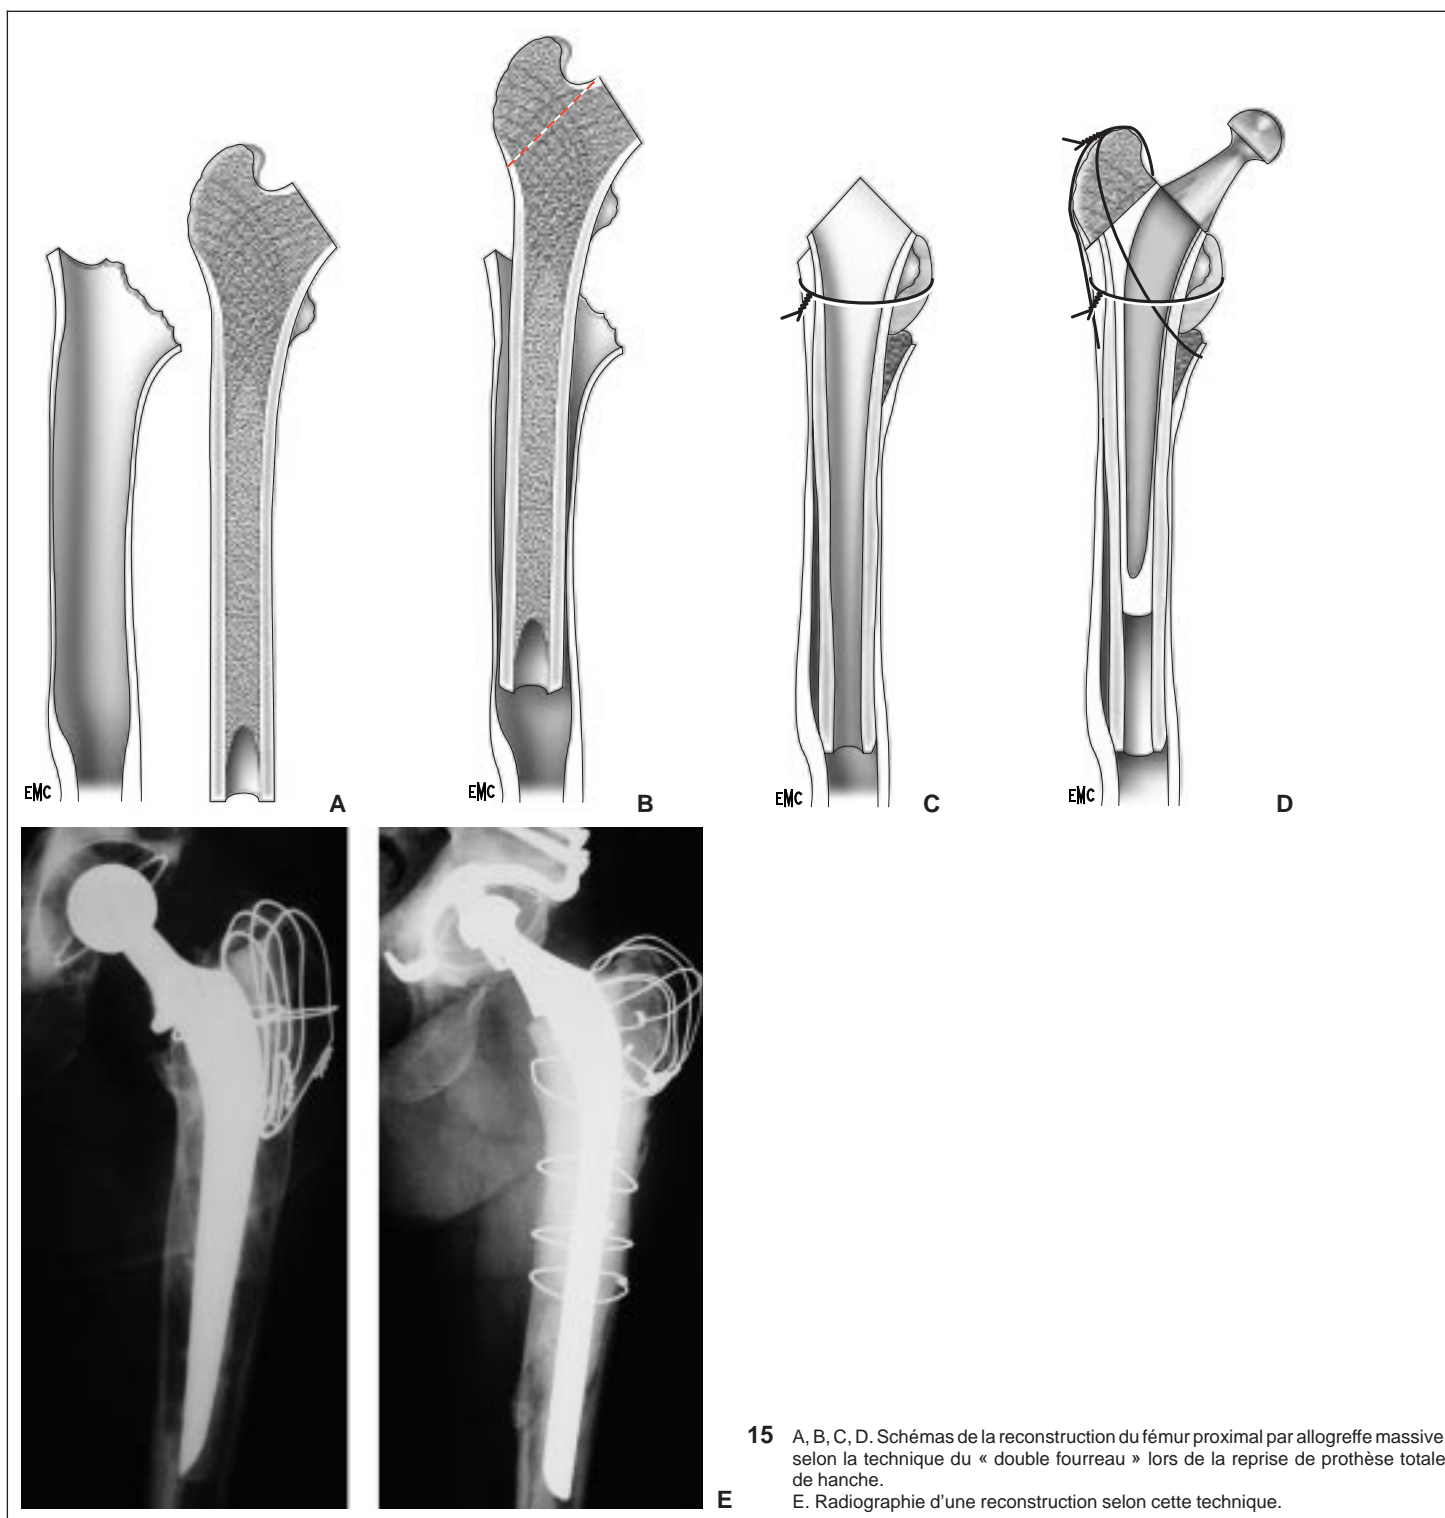 EMC
A
EMC
B
EMC
C
EMC
D
E
15 A, B, C, D. Schémas de la reconstruction du fémur proximal par allogreffe massive
selon la technique du « double fourreau » lors de la reprise de prothèse totale
de hanche.
E. Radiographie d'une reconstruction selon cette technique.